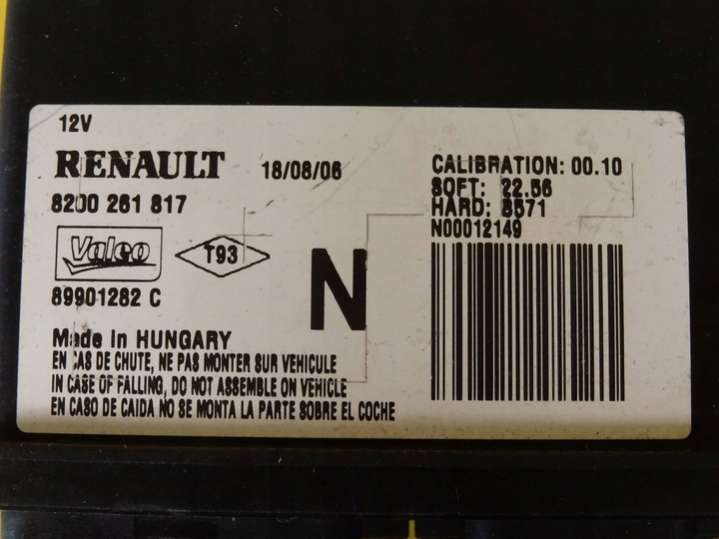 12V
RENAULT 18/08/06
8200 261 817
Valeo T93
89901262 C
Made in HUNGARY
EN CAS DE CHUTE, NE PAS MONTER SUR VEHICULE
IN CASE OF FALLING, DO NOT ASSEMBLE ON VEHICLE
EN CASO DE CAIDA NO SE MONTA LA PARTE SOBRE EL COCHE
N
CALIBRATION: 00.10
SOFT: 22.56
HARD: 8571
N00012149